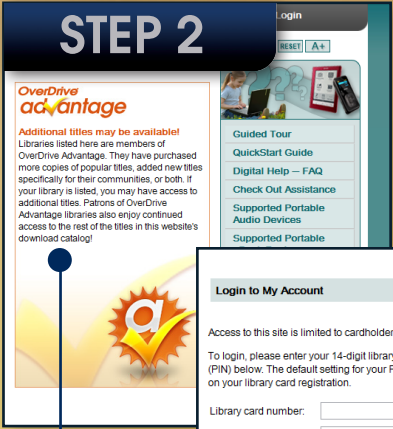 STEP 2
Login
RESET A+
OverDrive
advantage
Additional titles may be available!
Libraries listed here are members of
OverDrive Advantage. They have purchased
more copies of popular titles, added new titles
specifically for their communities, or both. If
your library is listed, you may have access to
additional titles. Patrons of OverDrive
Advantage libraries also enjoy continued
access to the rest of the titles in this website's
download catalog!
a
Guided Tour
QuickStart Guide
Digital Help – FAQ
Check Out Assistance
Supported Portable
Audio Devices
Supported Portable
Login to My Account
Access to this site is limited to cardholder
To login, please enter your 14-digit library
(PIN) below. The default setting for your
on your library card registration.
Library card number: